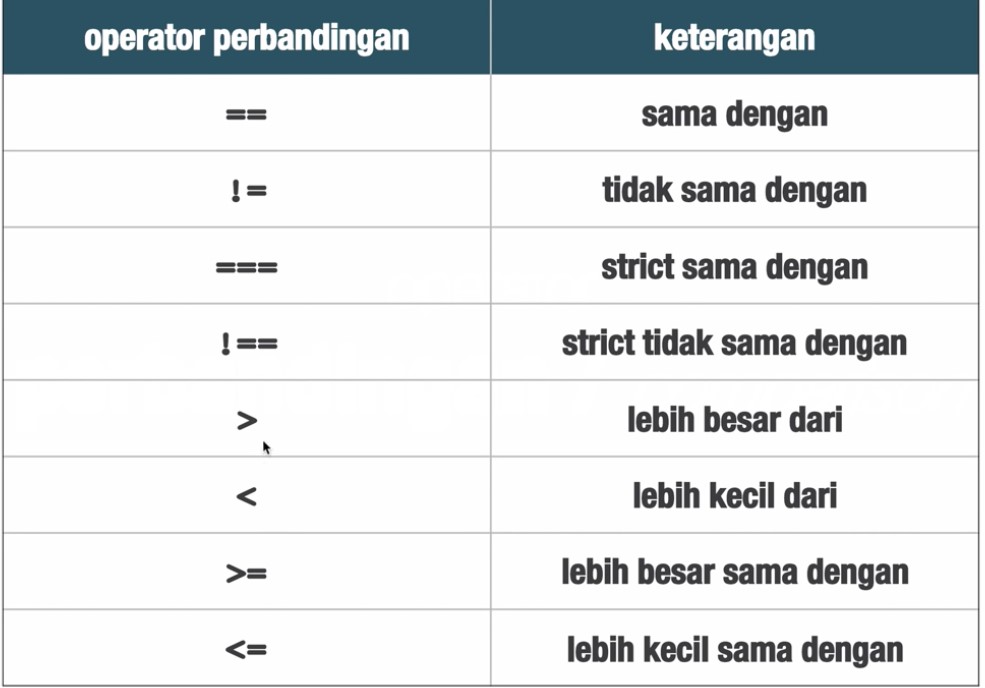 operator perbandingan keterangan
== sama dengan
!= tidak sama dengan
=== strict sama dengan
!== strict tidak sama dengan
> lebih besar dari
< lebih kecil dari
>= lebih besar sama dengan
<= lebih kecil sama dengan